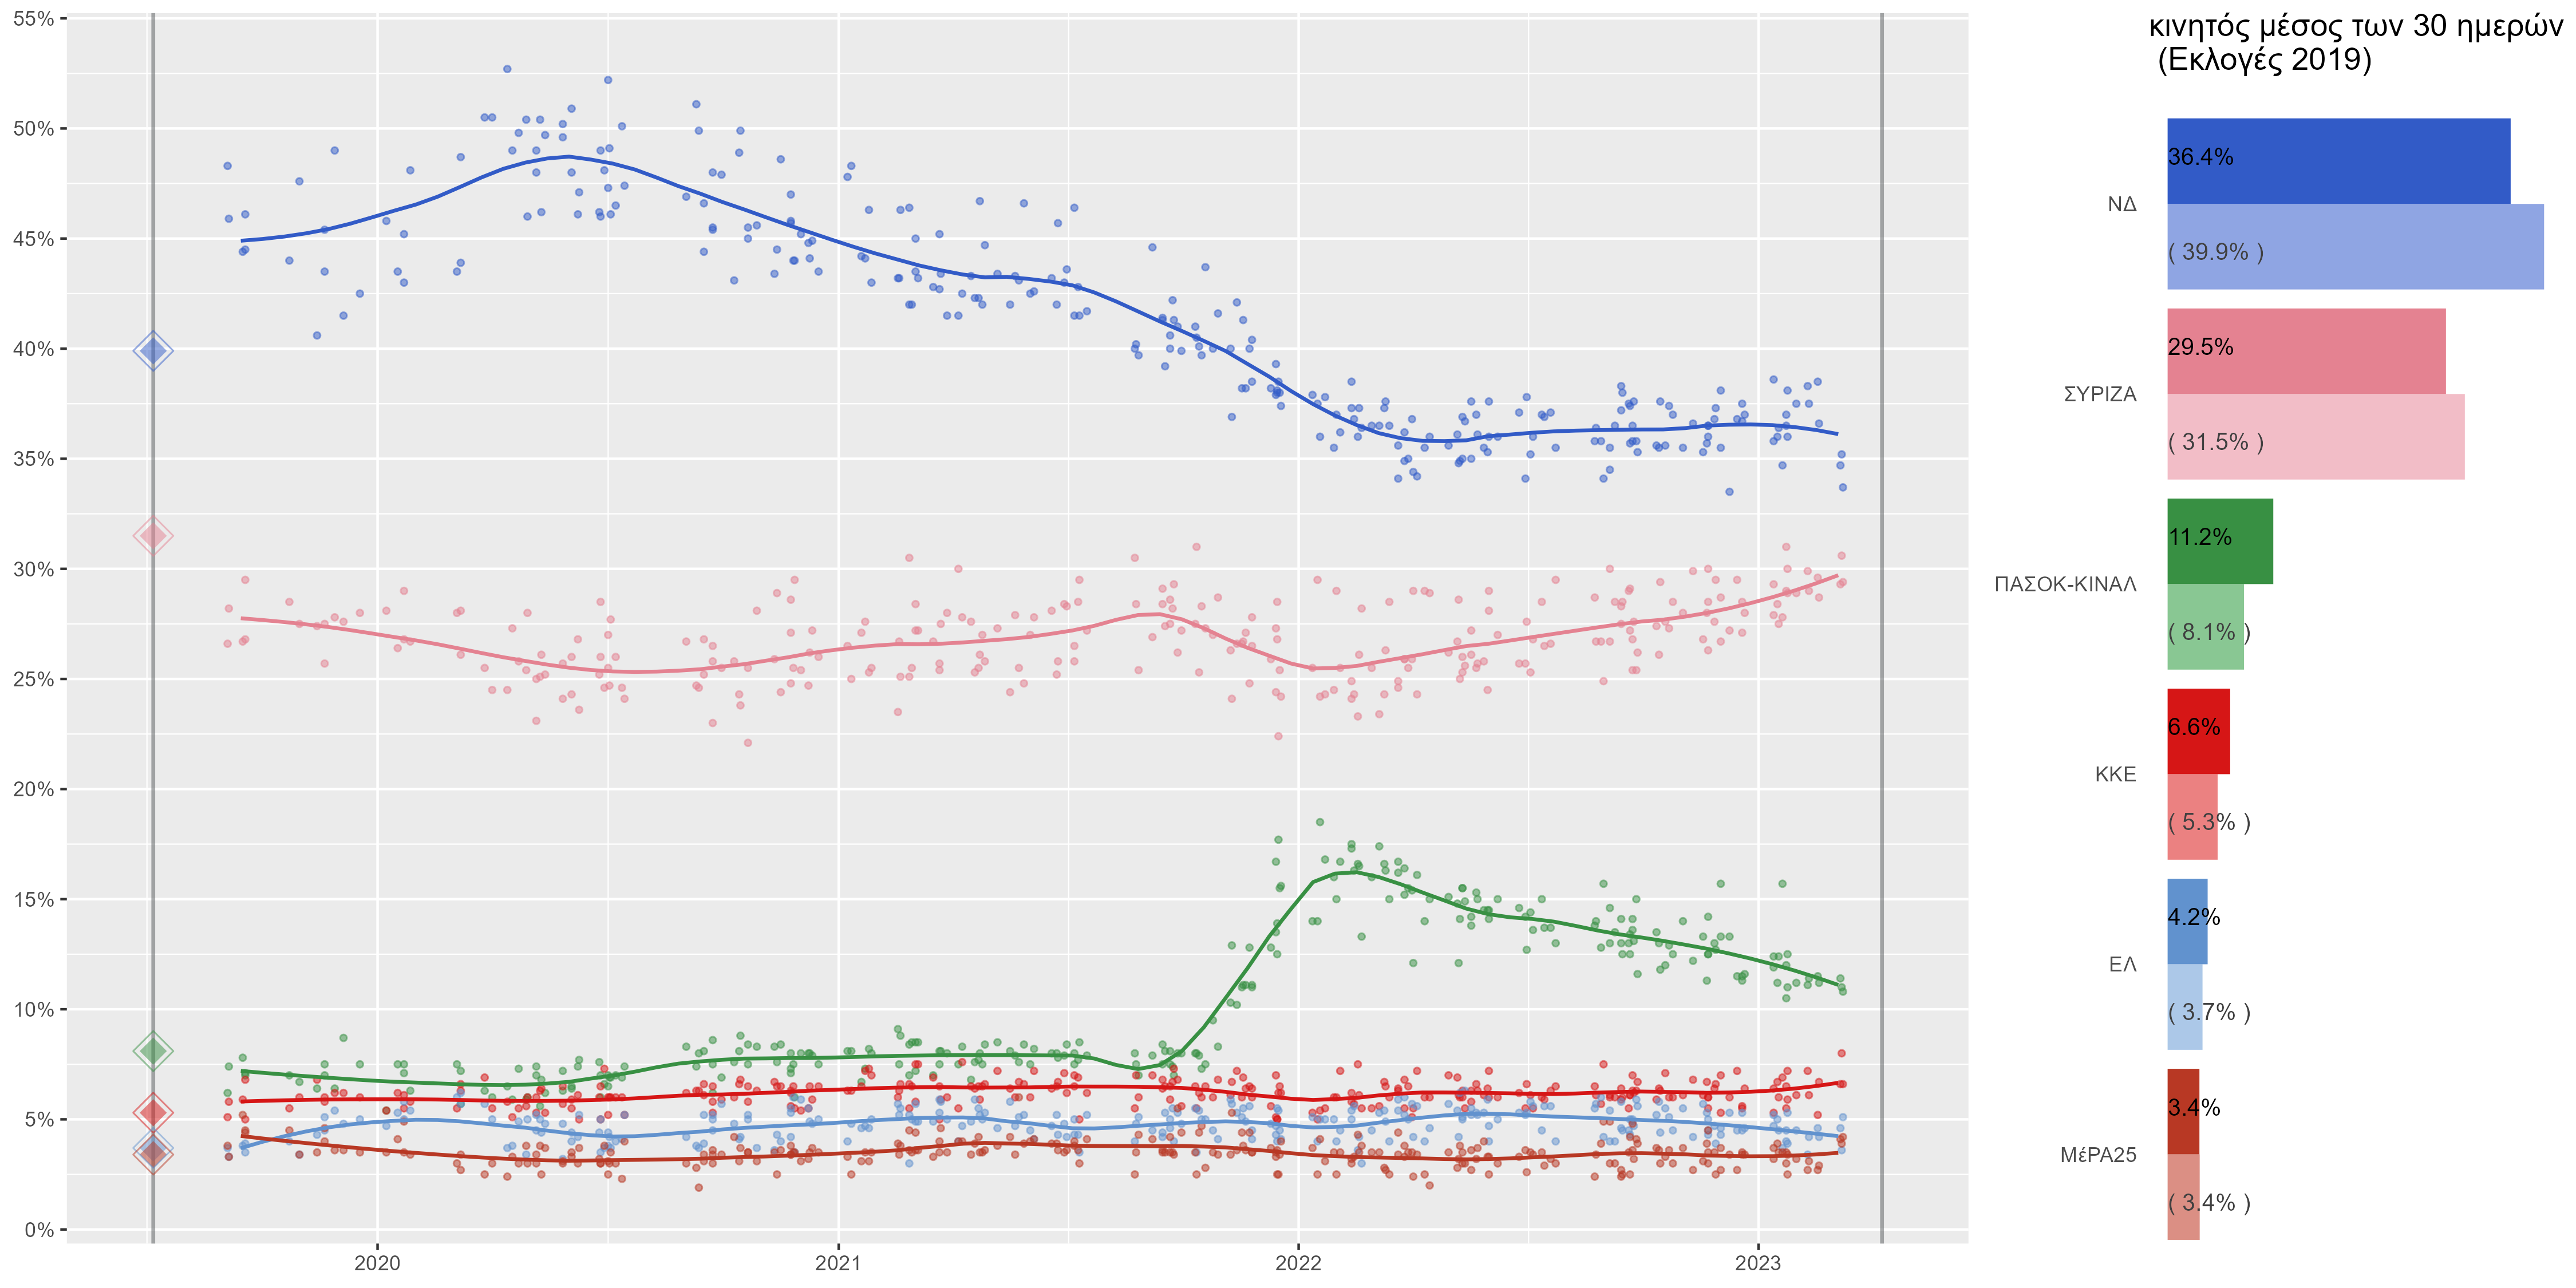 55%
50%
45%
40%
35%
30%
25%
20%
15%
10%
5%
0%
2020
2021
2022
2023
κινητός μέσος των 30 ημερών
(Εκλογές 2019)
ΝΔ
36.4%
( 39.9% )
ΣΥΡΙΖΑ
29.5%
( 31.5% )
ΠΑΣΟΚ-ΚΙΝΑΛ
11.2%
( 8.1% )
ΚΚΕ
6.6%
( 5.3% )
ΕΛ
4.2%
( 3.7% )
ΜέΡΑ25
3.4%
( 3.4% )